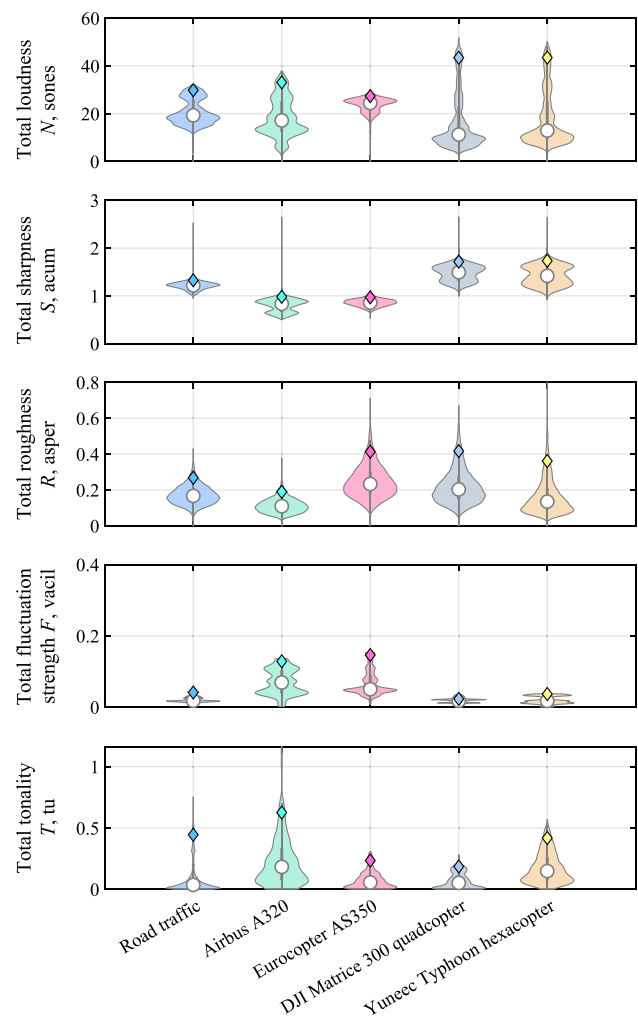 Total loudness
N, sones
60
40
20
0
Total sharpness
S, acum
3
2
1
0
Total roughness
R, asper
0.8
0.6
0.4
0.2
0
Total fluctuation
strength F, vacil
0.4
0.2
0
Total tonality
T, tu
1
0.5
0
Road traffic
Airbus A320
Eurocopter AS350
DJI Matrice 300 quadcopter
Yuneec Typhoon hexacopter